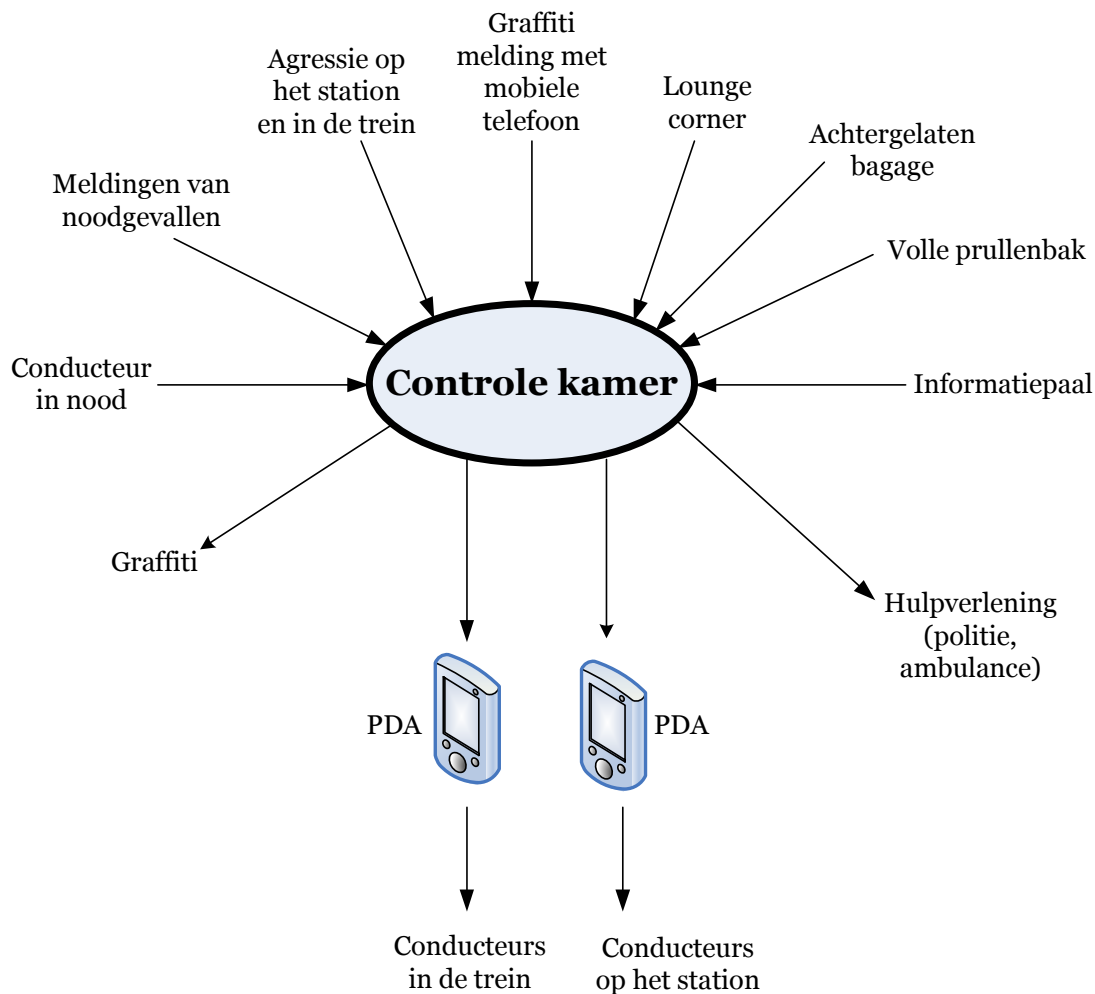 Graffiti
melding met
mobiele
telefoon
Agressie op
het station
en in de trein
Lounge
corner
Achtergelaten
bagage
Meldingen van
noodgevallen
Volle prullenbak
Conducteur
in nood
Controle kamer
Informatiepaal
Graffiti
Hulpverlening
(politie,
ambulance)
PDA
PDA
Conducteurs
in de trein
Conducteurs
op het station